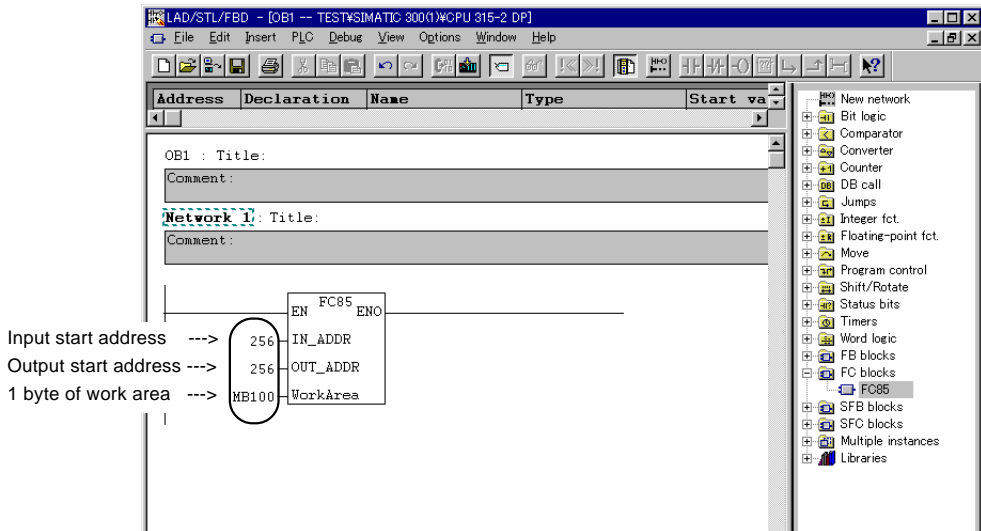 LAD/STL/FBD - [OB1 -- TEST¥SIMATIC 300(1)¥CPU 315-2 DP]
File Edit Insert PLC Debug View Options Window Help
Address Declaration Name Type Start va
OB1 : Title:
Comment:
Network 1: Title:
Comment:
FC85
EN ENO
Input start address ---> 256 IN_ADDR
Output start address ---> 256 OUT_ADDR
1 byte of work area ---> MB100 WorkArea
New network
Bit logic
Comparator
Converter
Counter
DB call
Jumps
Integer fct.
Floating-point fct.
Move
Program control
Shift/Rotate
Status bits
Timers
Word logic
FB blocks
FC blocks
FC85
SFB blocks
SFC blocks
Multiple instances
Libraries